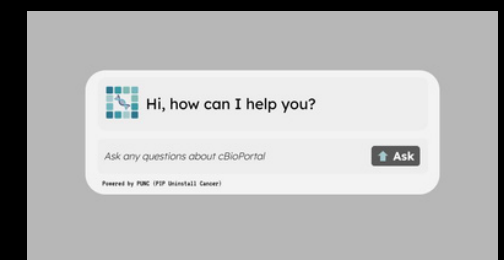 Hi, how can I help you?
Ask any questions about cBioPortal
Ask
Powered by PUNC (PIP Uninstall Cancer)